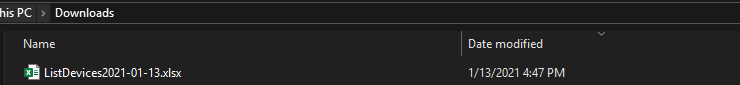 his PC > Downloads
Name Date modified
ListDevices2021-01-13.xlsx 1/13/2021 4:47 PM